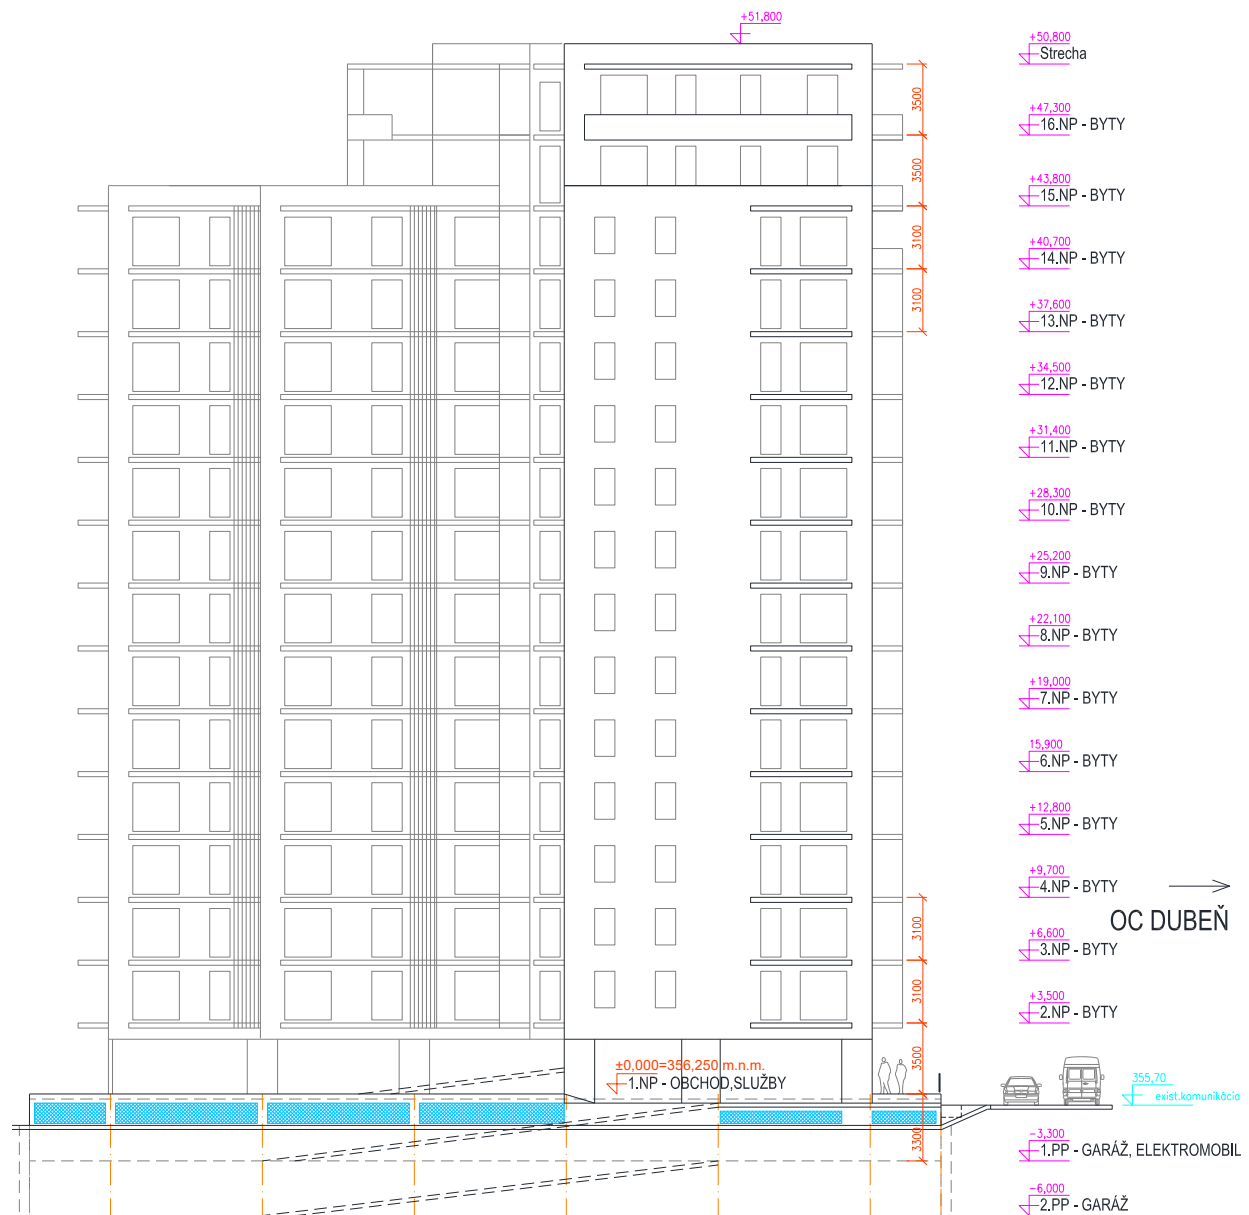 +51,800
+50,800
Strecha
3500
+47,300
16.NP - BYTY
3500
+43,800
15.NP - BYTY
3100
+40,700
14.NP - BYTY
3100
+37,600
13.NP - BYTY
+34,500
12.NP - BYTY
+31,400
11.NP - BYTY
+28,300
10.NP - BYTY
+25,200
9.NP - BYTY
+22,100
8.NP - BYTY
+19,000
7.NP - BYTY
15,900
6.NP - BYTY
+12,800
5.NP - BYTY
+9,700
4.NP - BYTY
OC DUBEŇ
3100
+6,600
3.NP - BYTY
3100
+3,500
2.NP - BYTY
3500
±0,000=356,250 m.n.m.
1.NP - OBCHOD,SLUŽBY
355,70
exist.komunikácia
3300
-3,300
1.PP - GARÁŽ, ELEKTROMOBIL
-6,000
2.PP - GARÁŽ